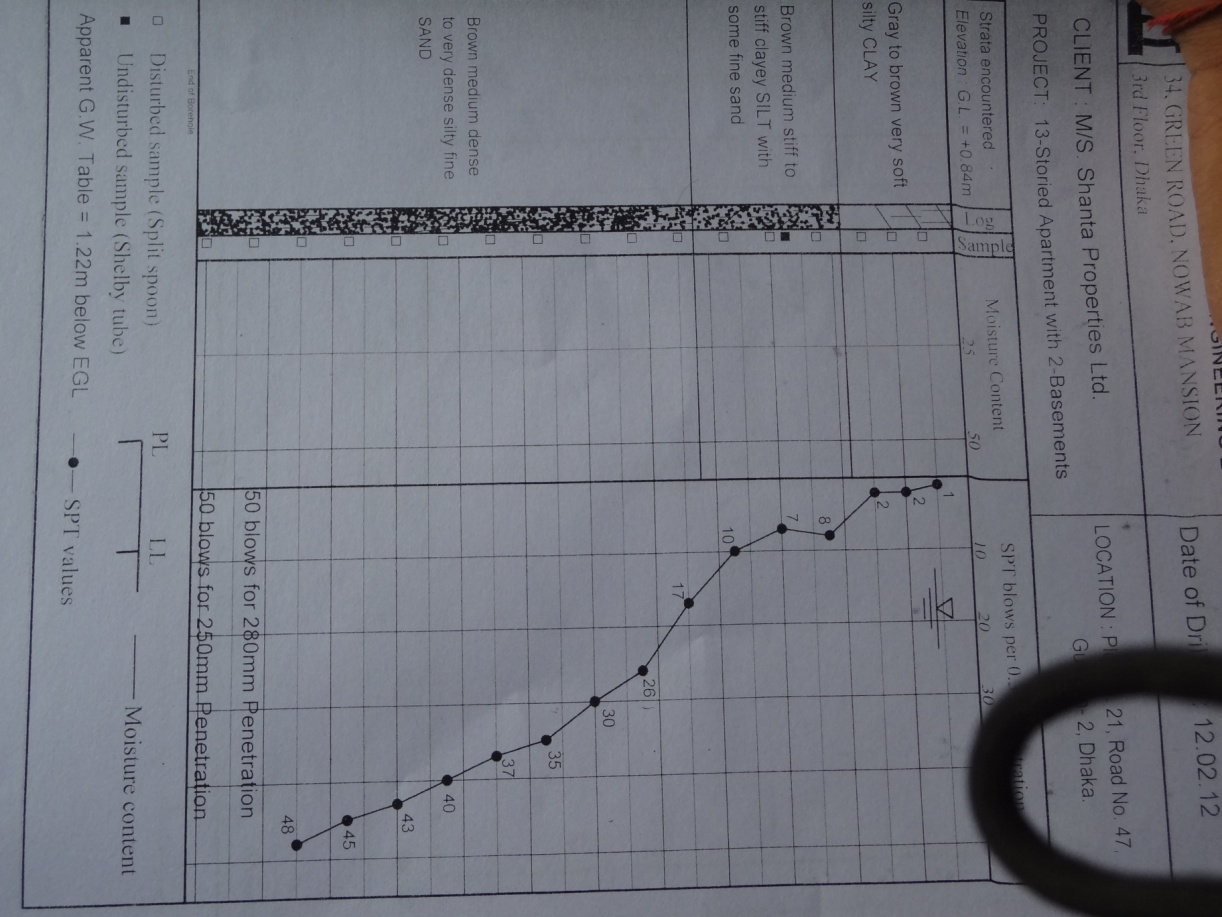 34, GREEN ROAD, NOWAB MANSION
3rd Floor, Dhaka
Date of
12.02.12
CLIENT : M/S. Shanta Properties Ltd.
PROJECT : 13-Storied Apartment with 2-Basements
LOCATION :
21, Road No. 47,
- 2, Dhaka.
Strata encountered
Elevation : G L = +0.84m
Sample
Moisture Content
25
50
SPT blows per
10
20
30
Gray to brown very soft
silty CLAY
Brown medium stiff to
stiff clayey SILT with
some fine sand
Brown medium dense
to very dense silty fine
SAND
1
2
2
8
7
10
17
26
30
35
37
40
43
45
48
50 blows for 280mm Penetration
50 blows for 250mm Penetration
End of Borehole
□ Disturbed sample (Split spoon)
■ Undisturbed sample (Shelby tube)
Apparent G.W. Table = 1.22m below EGL
PL
LL
Moisture content
SPT values